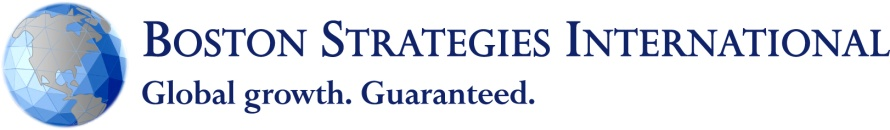 Boston Strategies International
Global growth. Guaranteed.